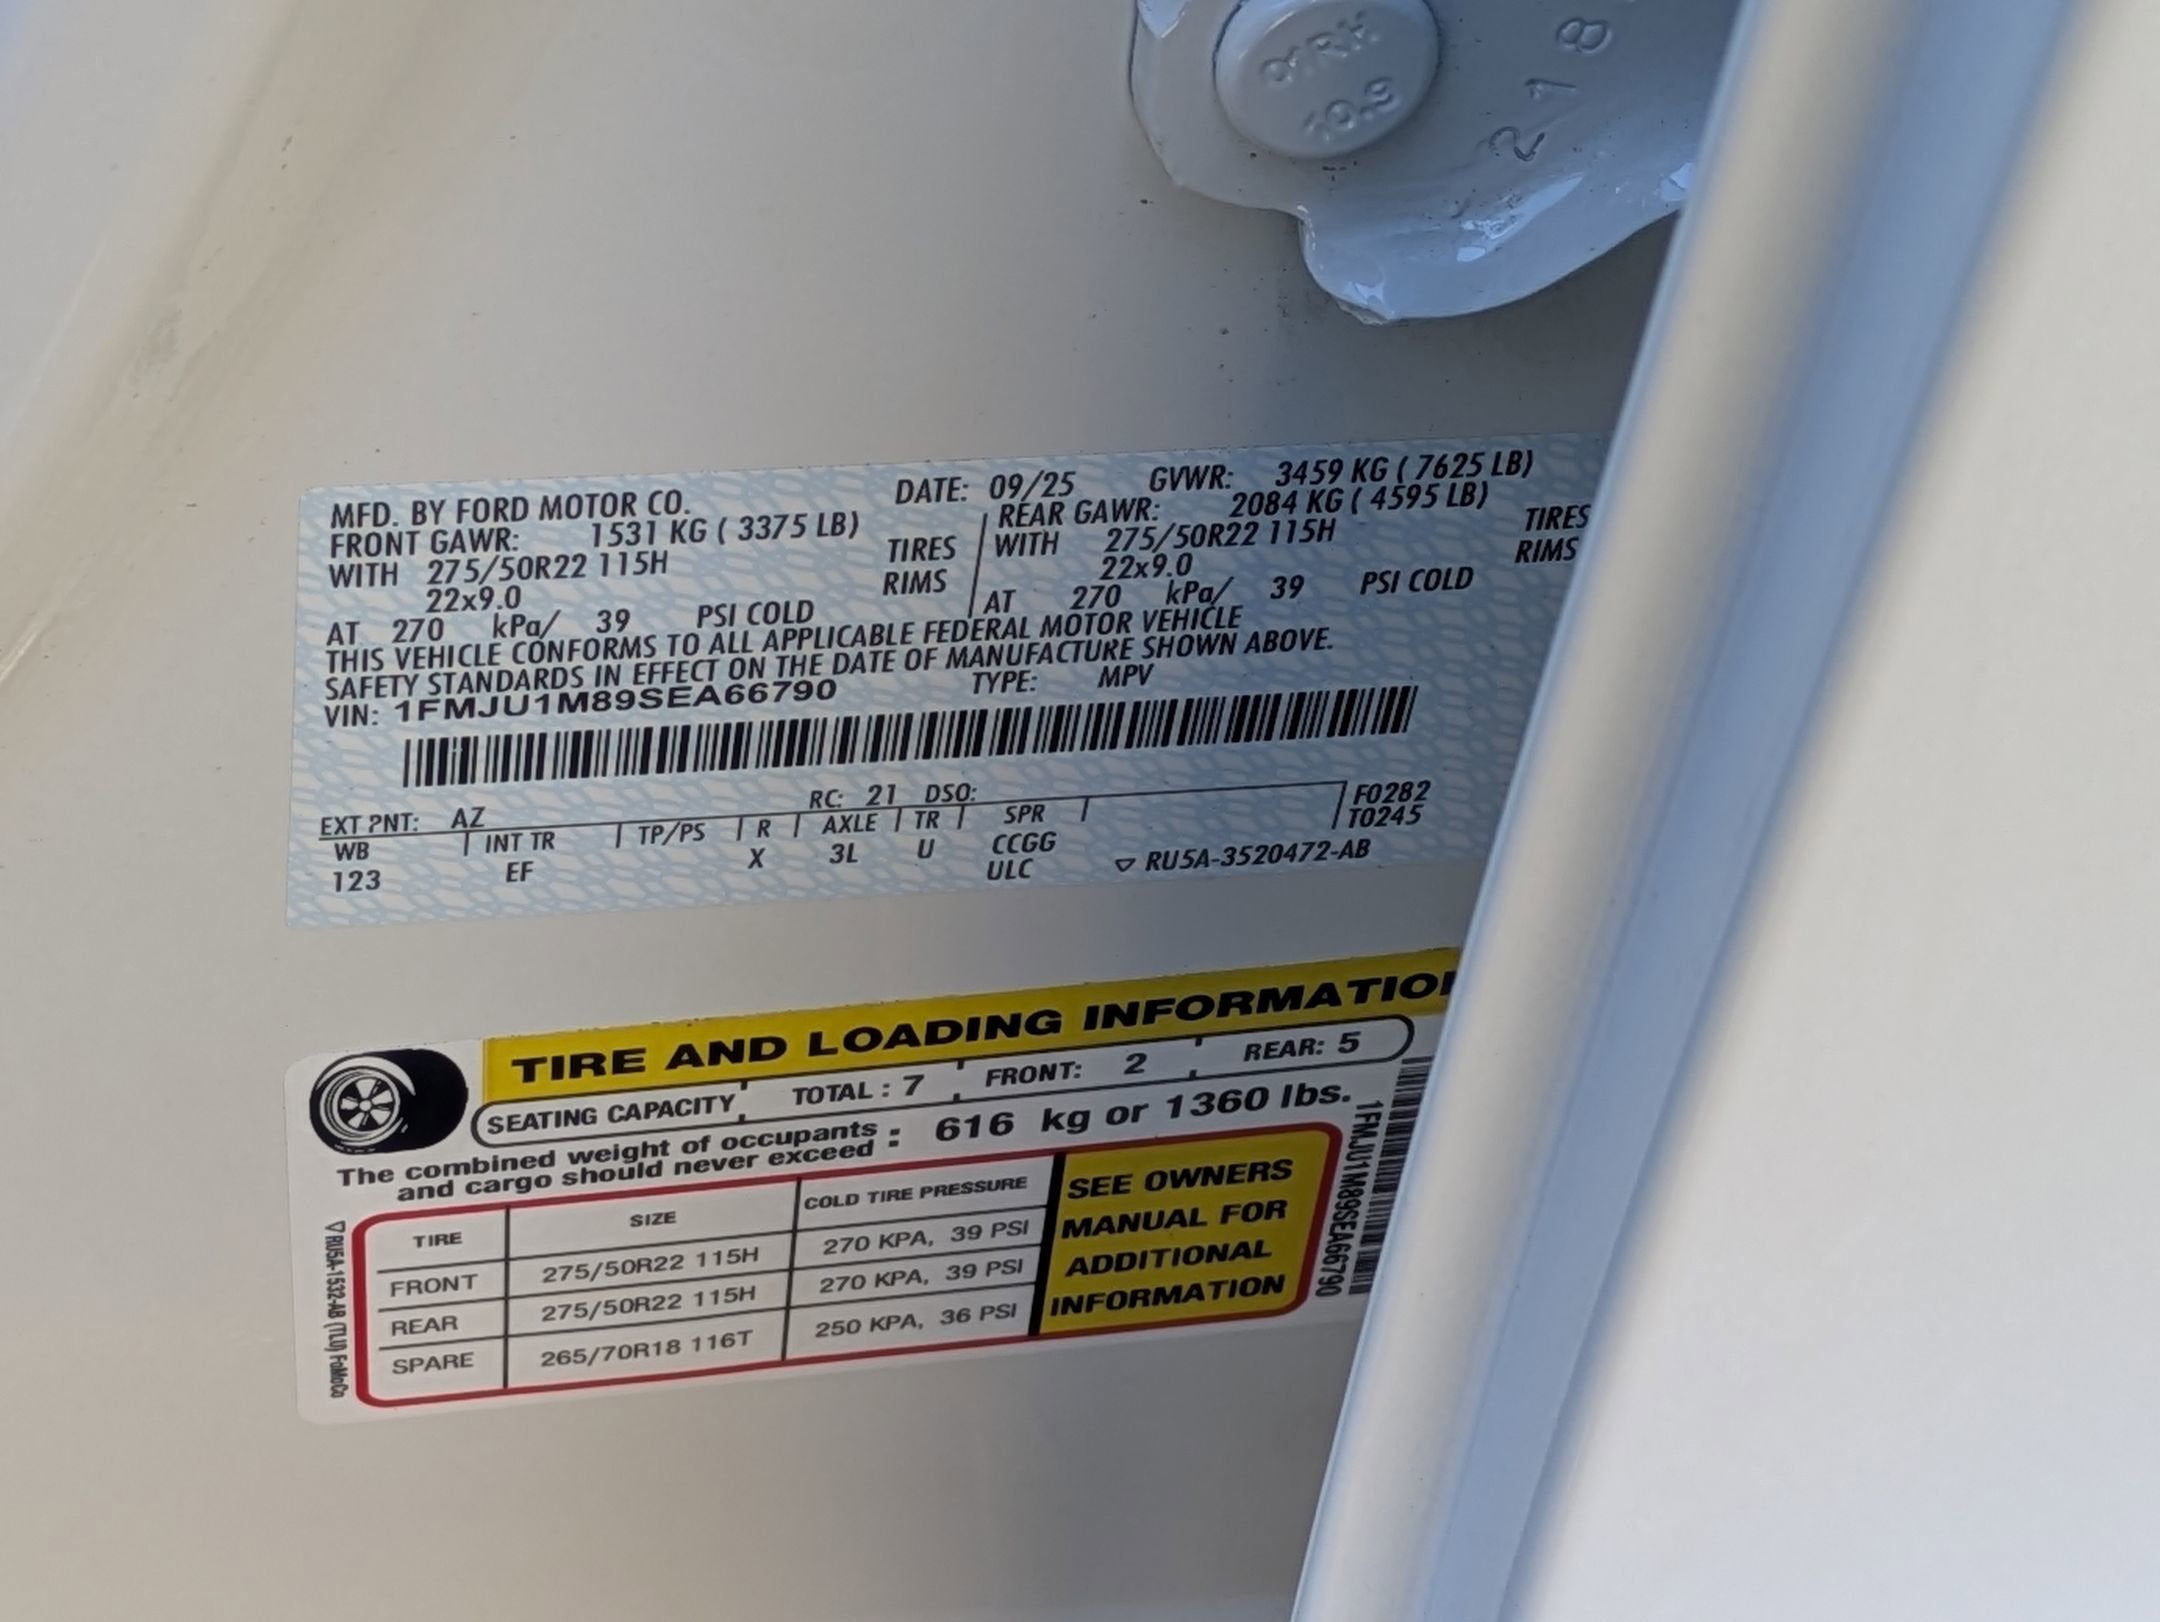 01RH
10.9
218
MFD. BY FORD MOTOR CO. DATE: 09/25 GVWR: 3459 KG ( 7625 LB)
FRONT GAWR: 1531 KG ( 3375 LB) REAR GAWR: 2084 KG ( 4595 LB)
WITH 275/50R22 115H TIRES WITH 275/50R22 115H TIRES
22x9.0 RIMS 22x9.0 RIMS
AT 270 kPa/ 39 PSI COLD AT 270 kPa/ 39 PSI COLD
THIS VEHICLE CONFORMS TO ALL APPLICABLE FEDERAL MOTOR VEHICLE
SAFETY STANDARDS IN EFFECT ON THE DATE OF MANUFACTURE SHOWN ABOVE.
VIN: 1FMJU1M89SEA66790 TYPE: MPV
EXT PNT: AZ RC: 21 DSO: F0282
WB INT TR TP/PS R AXLE TR SPR T0245
123 EF X 3L U CCGG
ULC ▽ RU5A-3520472-AB
TIRE AND LOADING INFORMATIO
SEATING CAPACITY TOTAL : 7 FRONT: 2 REAR: 5
The combined weight of occupants
and cargo should never exceed : 616 kg or 1360 lbs.
TIRE SIZE COLD TIRE PRESSURE
FRONT 275/50R22 115H 270 KPA, 39 PSI
REAR 275/50R22 115H 270 KPA, 39 PSI
SPARE 265/70R18 116T 250 KPA, 36 PSI
SEE OWNERS
MANUAL FOR
ADDITIONAL
INFORMATION
1FMJU1M89SEA66790
▽RU5A-1532-AB (TLU) FoMoCo